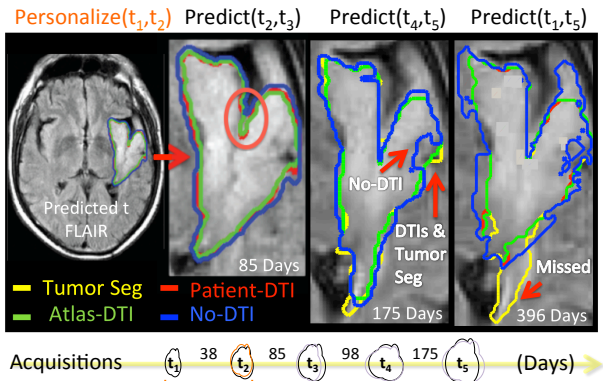 Personalize(t1,t2) Predict(t2,t3) Predict(t4,t5) Predict(t1,t5)
Predicted t
FLAIR
No-DTI
DTIs &
Tumor
Seg
Missed
85 Days
175 Days
396 Days
Tumor Seg
Patient-DTI
Atlas-DTI
No-DTI
Acquisitions t1 38 t2 85 t3 98 t4 175 t5 (Days)